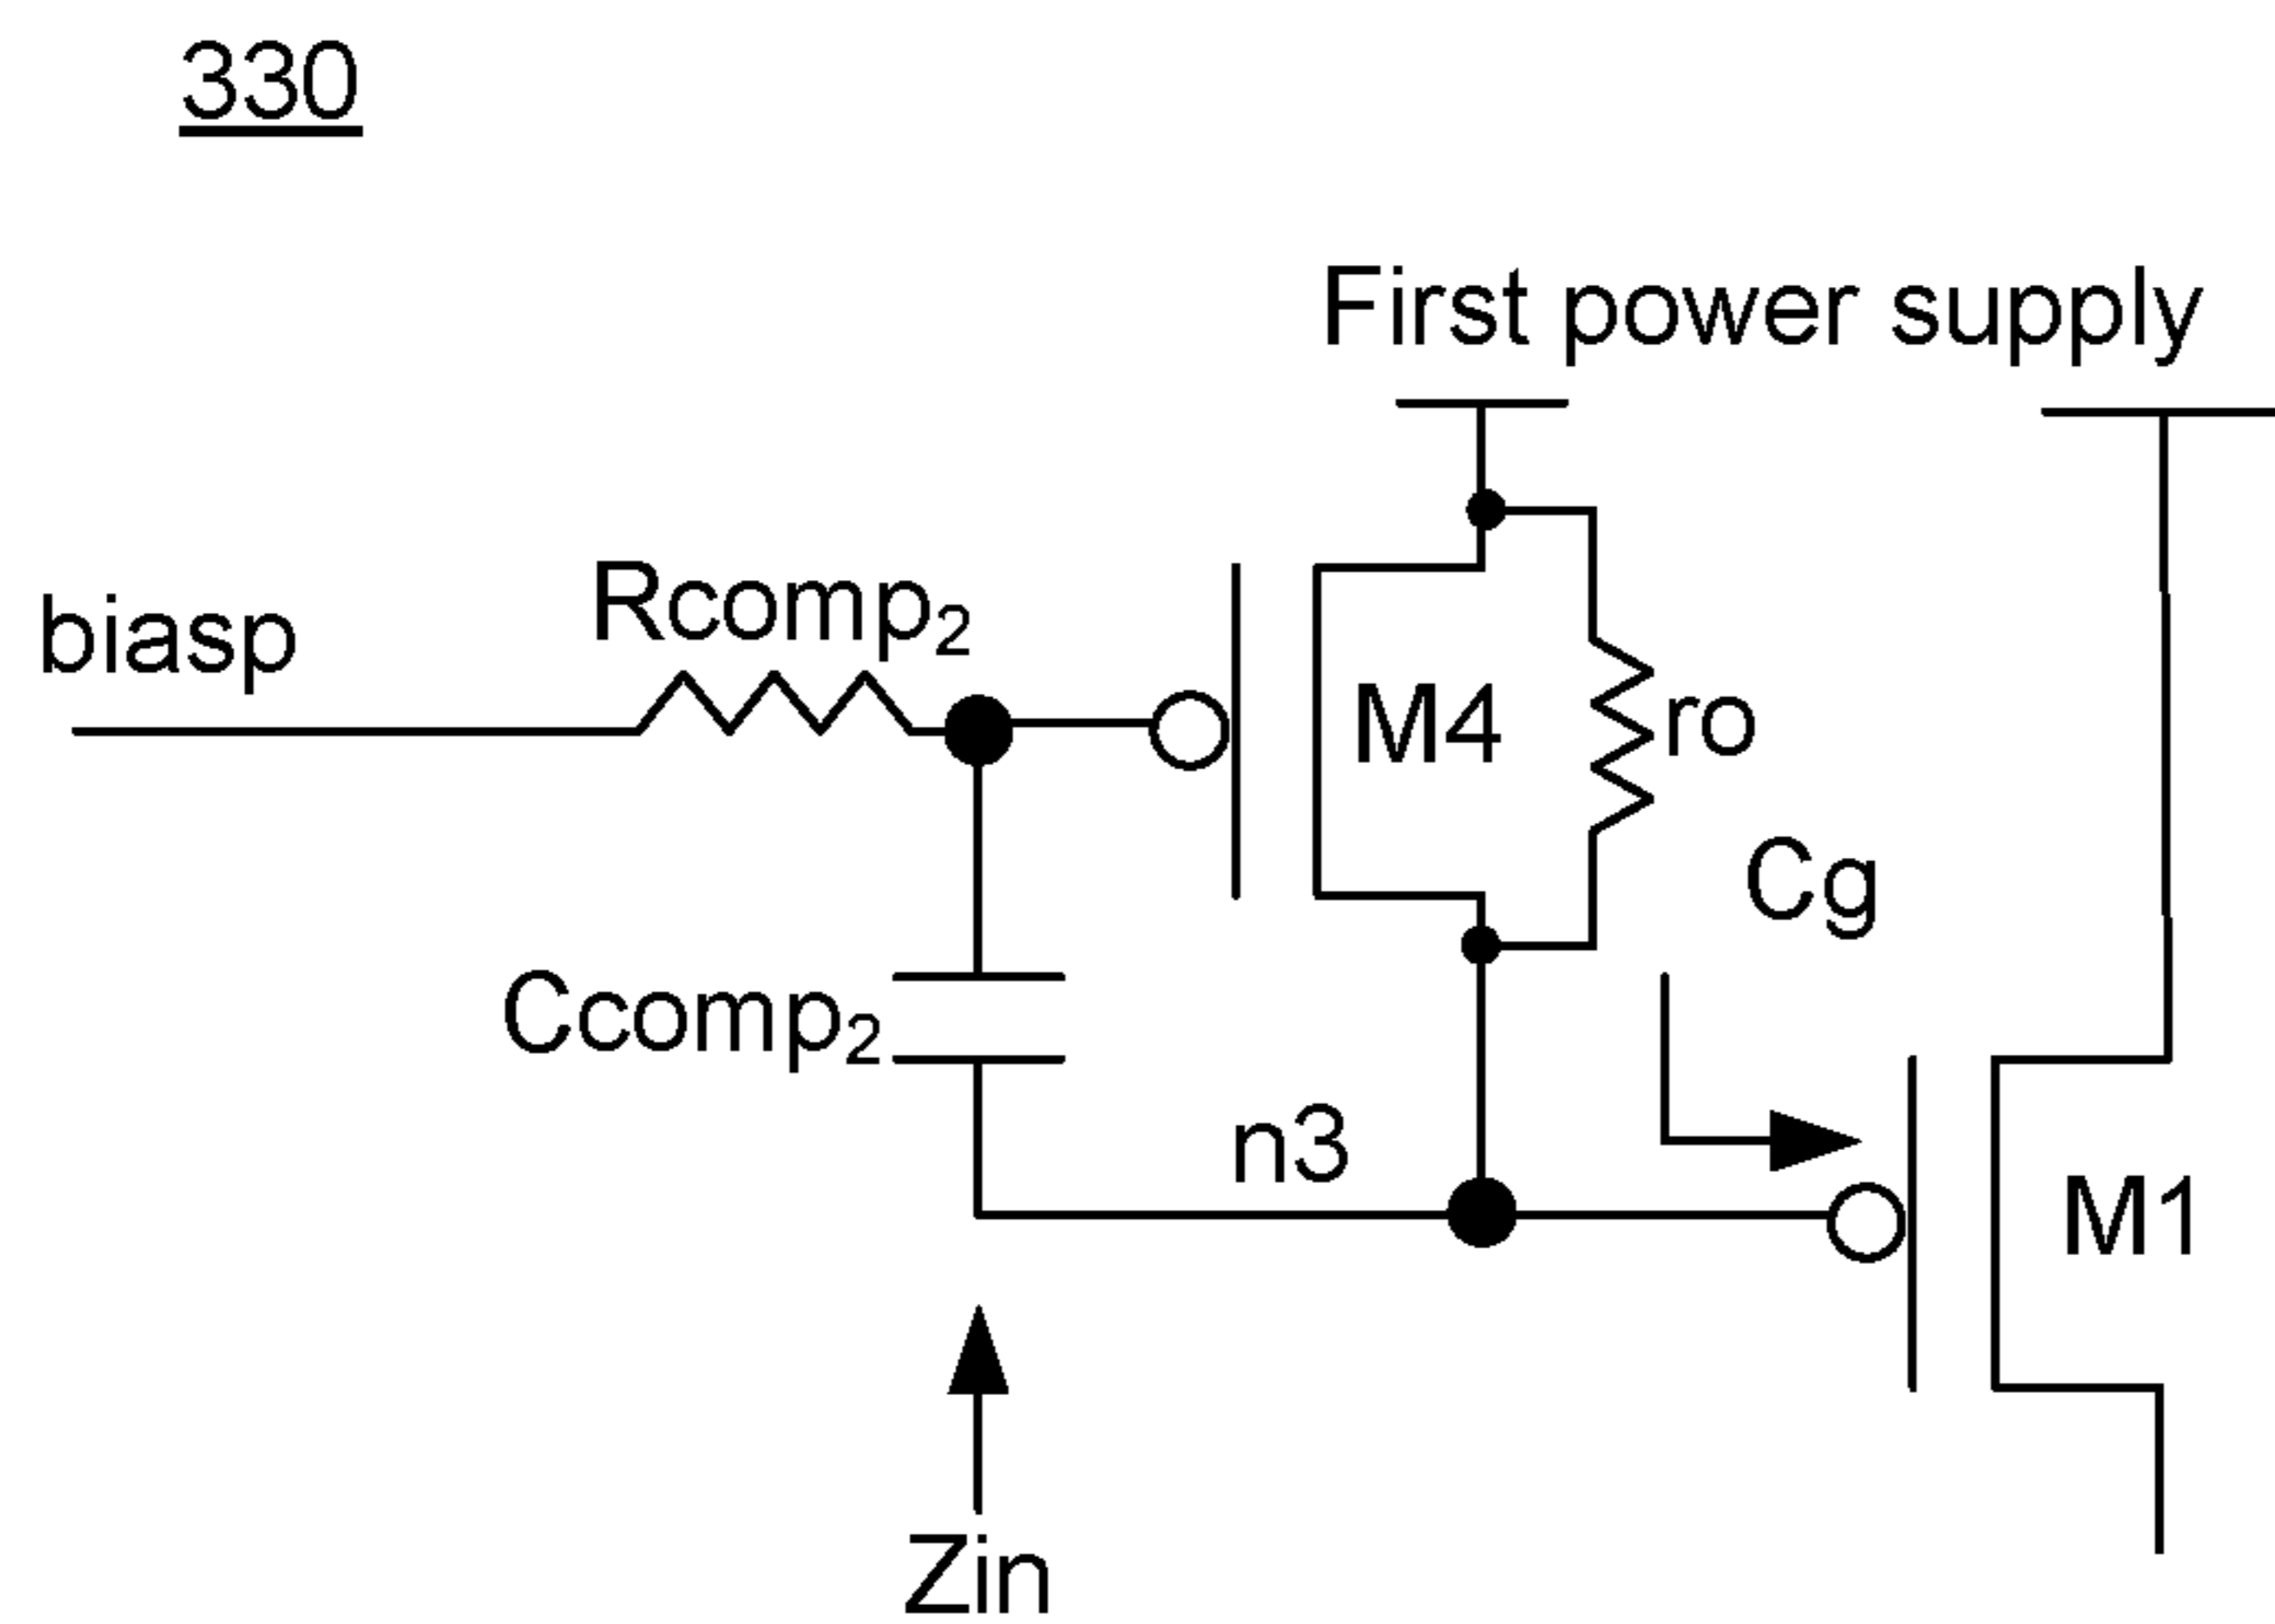 330
First power supply
biasp
Rcomp₂
M4
ro
Cg
Ccomp₂
n3
M1
Zin